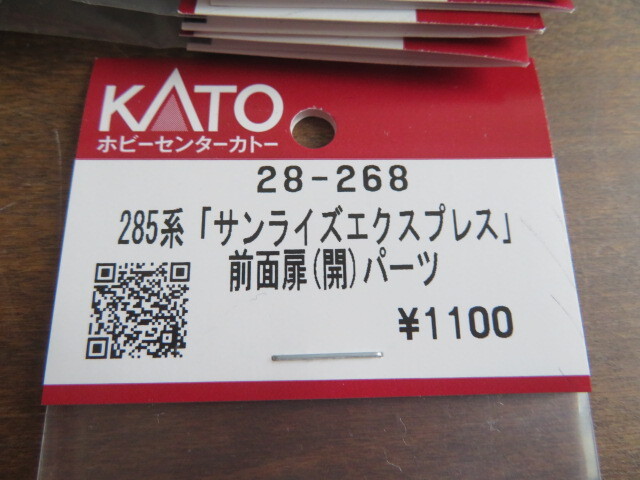 KATO
ホビーセンターカトー
28-268
285系「サンライズエクスプレス」
前面扉(開)パーツ
¥1100